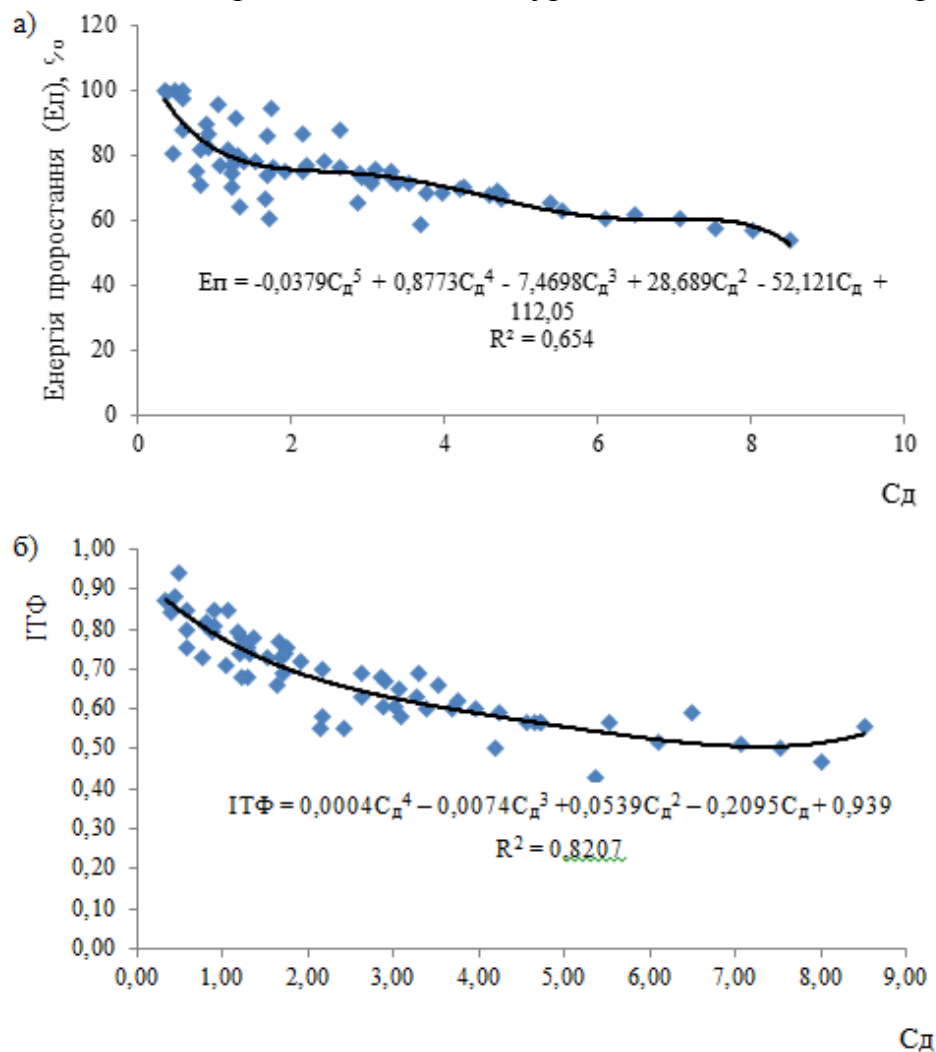 а)
120
Енергія проростання (Еп), %
100
80
60
40
20
0
Еп = -0,0379Сд⁵ + 0,8773Сд⁴ - 7,4698Сд³ + 28,689Сд² - 52,121Сд +
112,05
R² = 0,654
0 2 4 6 8 10
Сд
б)
1,00
ІТФ
0,90
0,80
0,70
0,60
0,50
0,40
0,30
0,20
0,10
0,00
ІТФ = 0,0004Сд⁴ – 0,0074Сд³ +0,0539Сд² – 0,2095Сд + 0,939
R² = 0,8207
0,00 1,00 2,00 3,00 4,00 5,00 6,00 7,00 8,00 9,00
Сд